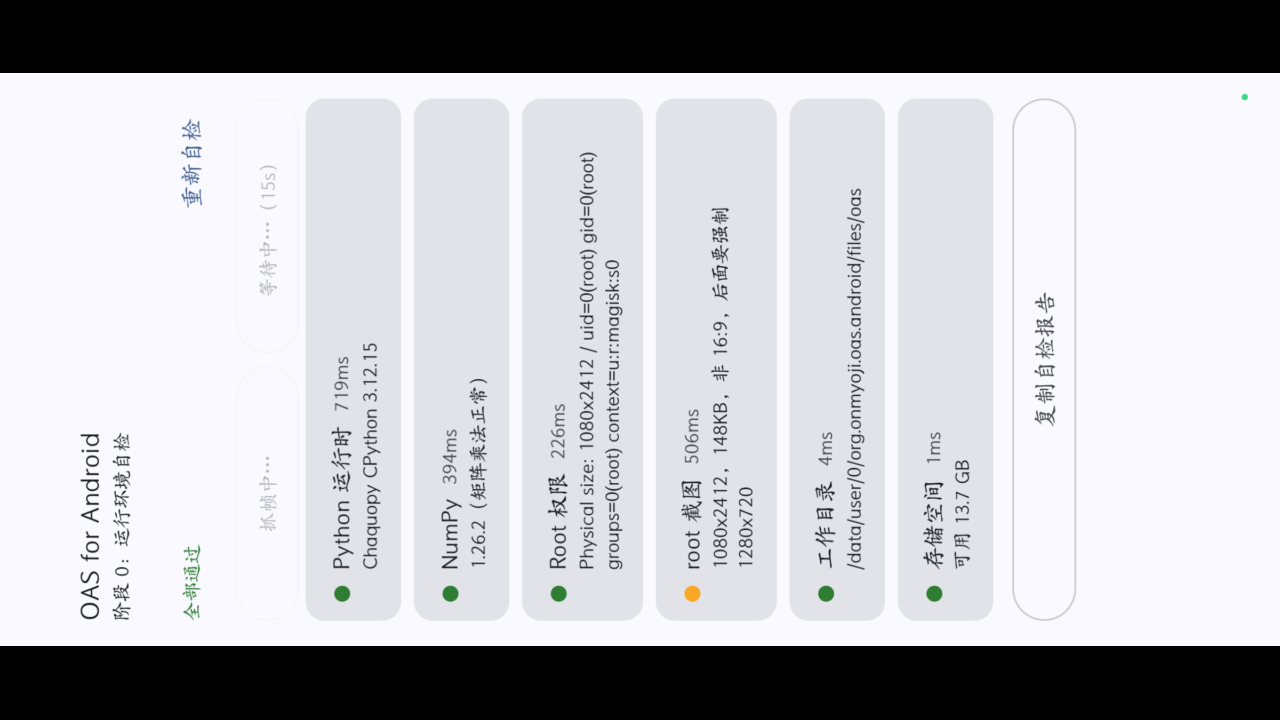 OAS for Android
阶段 0：运行环境自检
全部通过
重新自检
抓帧中…
等待中…（15s）
Python 运行时 719ms
Chaquopy CPython 3.12.15
NumPy 394ms
1.26.2（矩阵乘法正常）
Root 权限 226ms
Physical size: 1080x2412 / uid=0(root) gid=0(root)
groups=0(root) context=u:r:magisk:s0
root 截图 506ms
1080x2412，148KB，非 16:9，后面要强制
1280x720
工作目录 4ms
/data/user/0/org.onmyoji.oas.android/files/oas
存储空间 1ms
可用 13.7 GB
复制自检报告